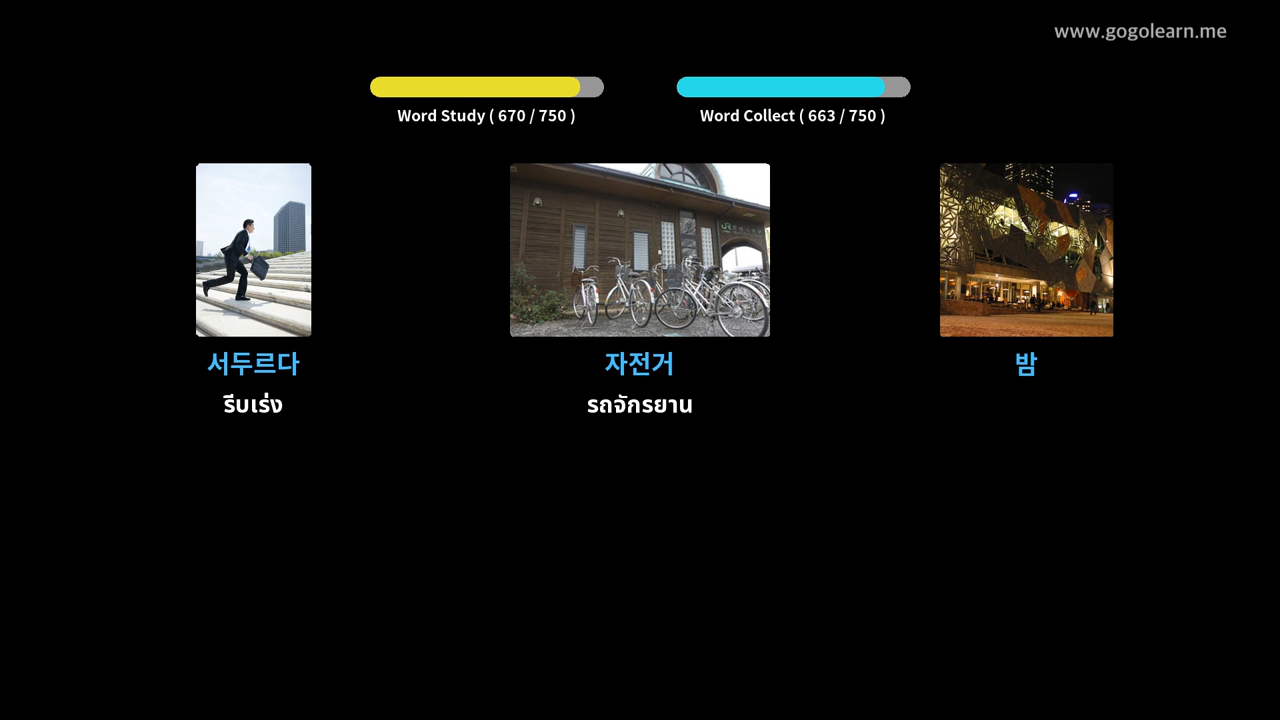 www.gogolearn.me
Word Study ( 670 / 750 )
Word Collect ( 663 / 750 )
JR
서두르다
자전거
밤
รีบเร่ง
รถจักรยาน